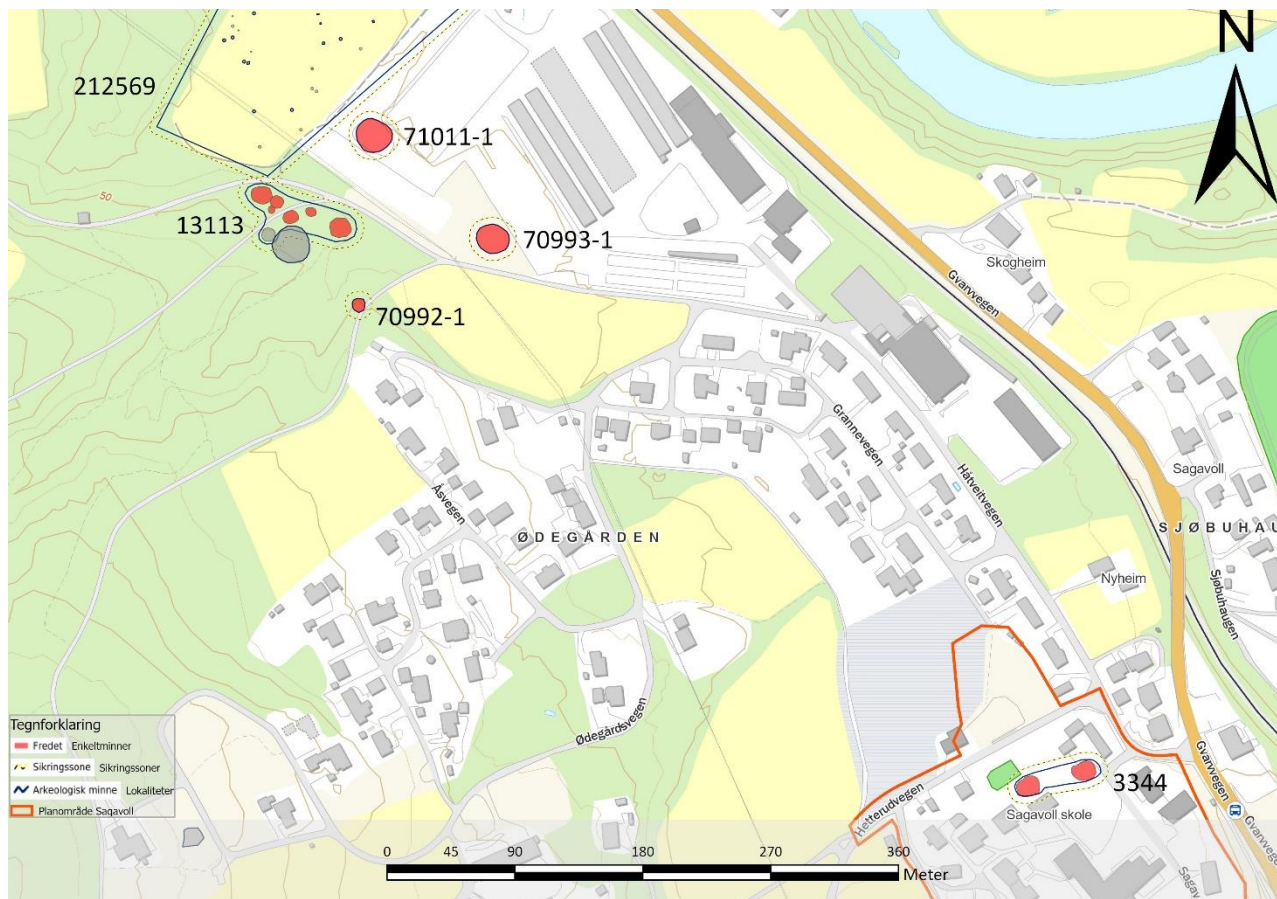 N
212569
71011-1
50
13113
70993-1
Skogheim
Gvarvvegen
70992-1
Grannevegen
Håtveitvegen
Sagavoll
Åsvegen
ØDEGÅRDEN
SJØBUHAU
Nyheim
Sjøbuhaugen
Ødegårdsvegen
Tegnforklaring
Fredet Enkeltminner
Sikringssone Sikringssoner
Arkeologisk minne Lokaliteter
Planområde Sagavoll
3344
Gvarvvegen
Hetterudvegen
Sagavoll skole
Gvarvvegen
Sagav
0 45 90 180 270 360
Meter